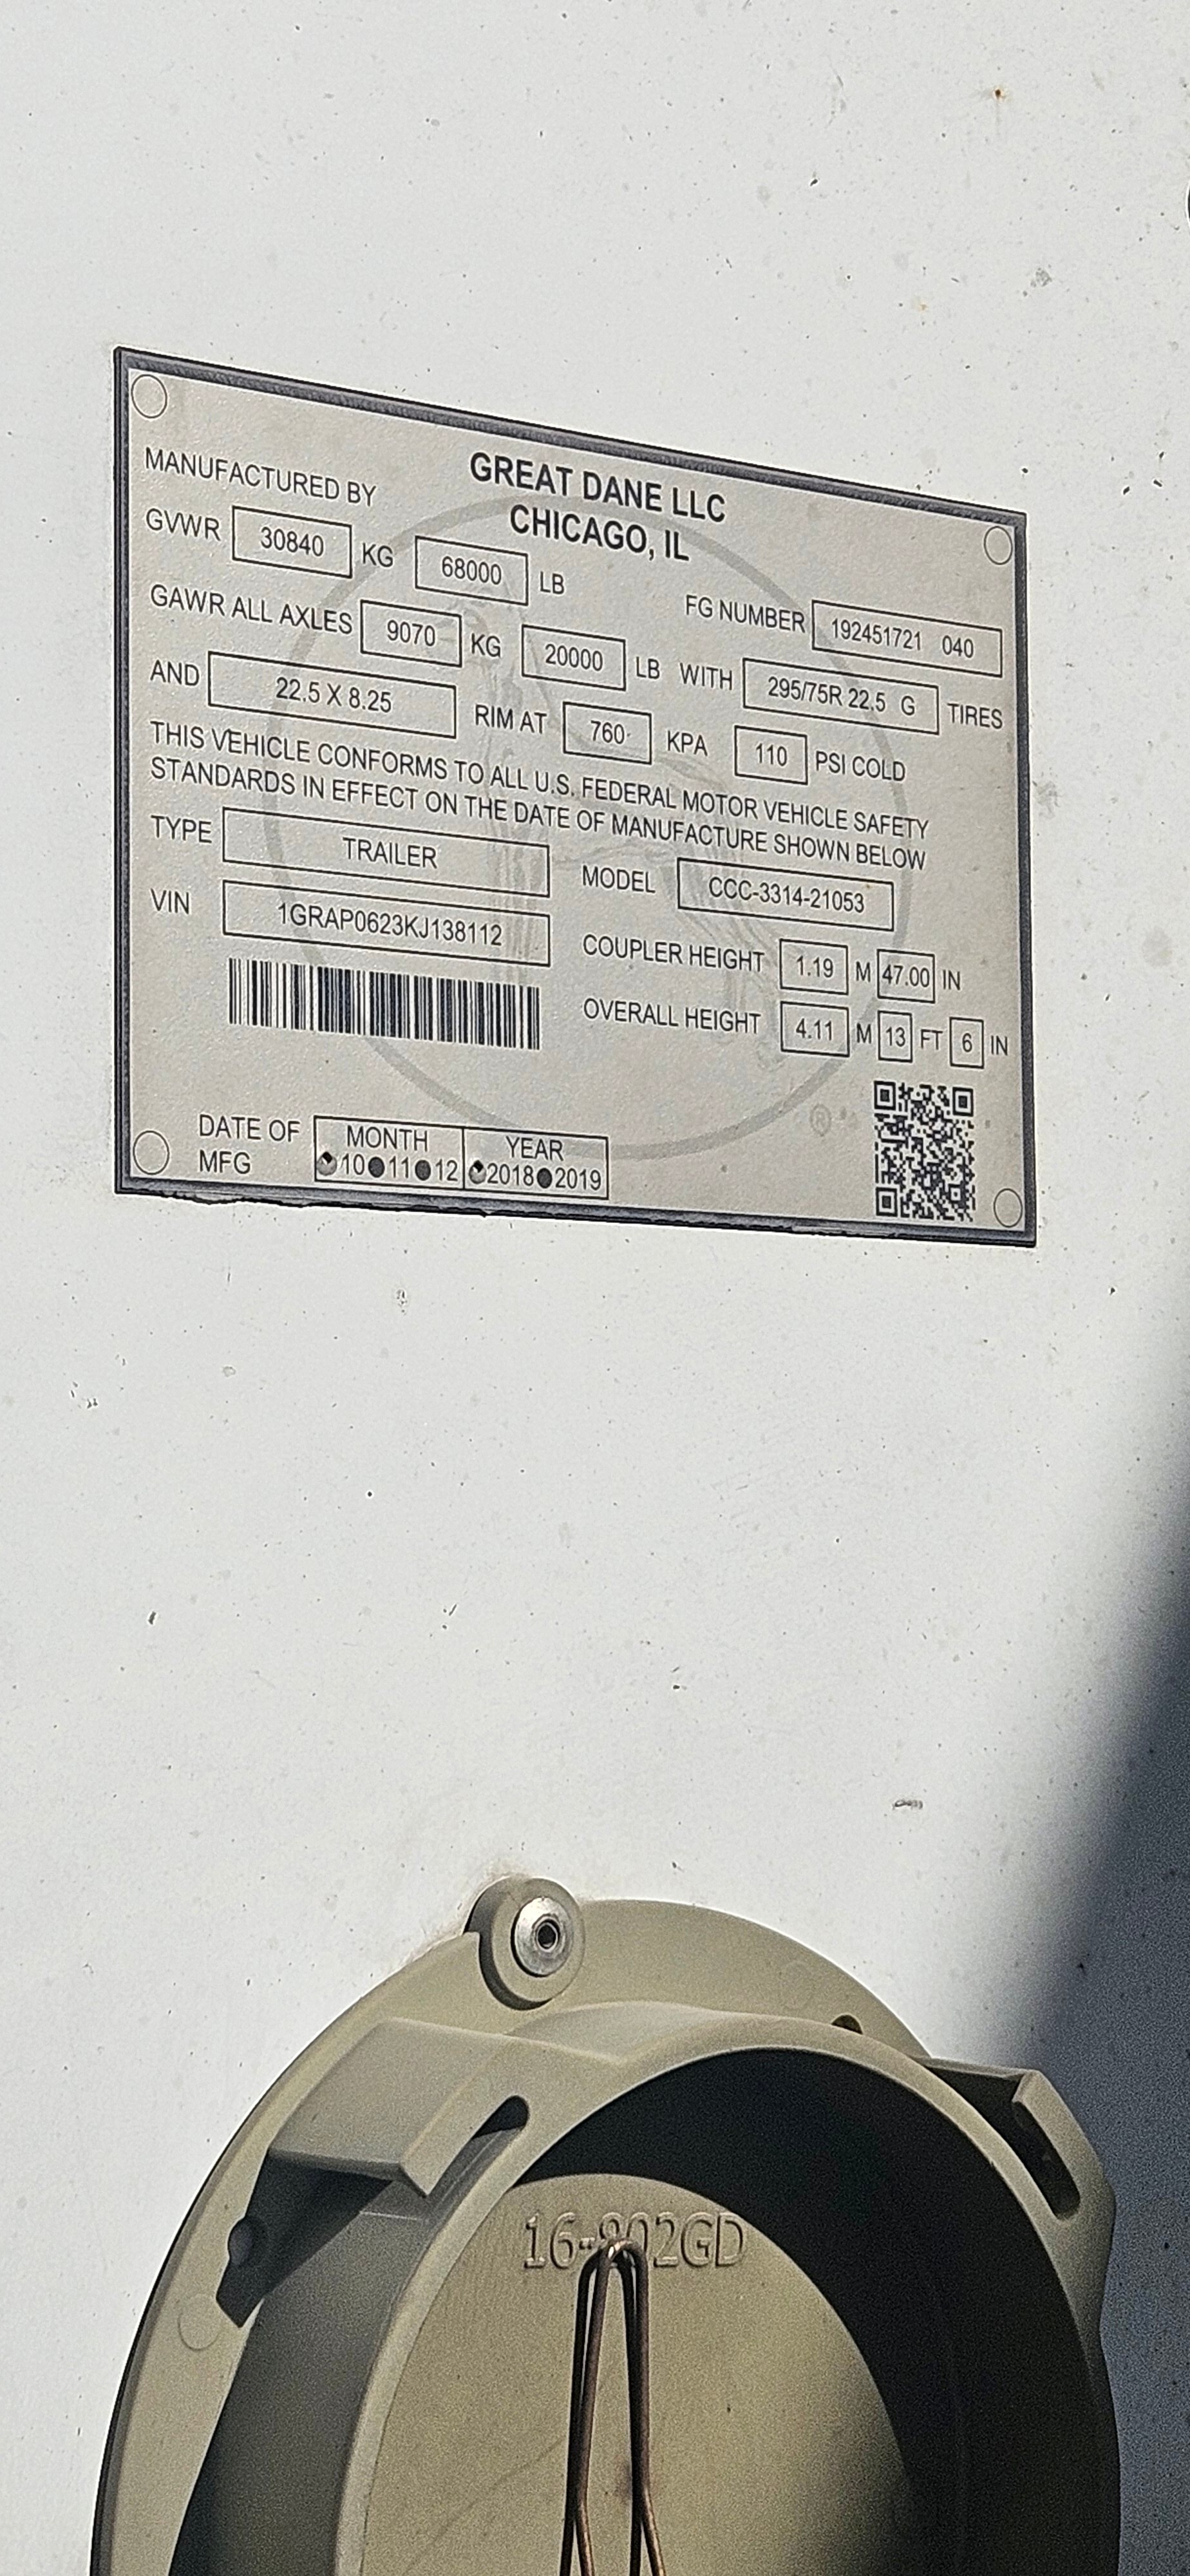 MANUFACTURED BY GREAT DANE LLC
CHICAGO, IL
GVWR 30840 KG 68000 LB
FG NUMBER 192451721 040
GAWR ALL AXLES 9070 KG 20000 LB WITH 295/75R 22.5 G TIRES
AND 22.5 X 8.25 RIM AT 760 KPA 110 PSI COLD
THIS VEHICLE CONFORMS TO ALL U.S. FEDERAL MOTOR VEHICLE SAFETY
STANDARDS IN EFFECT ON THE DATE OF MANUFACTURE SHOWN BELOW
TYPE TRAILER MODEL CCC-3314-21053
VIN 1GRAP0623KJ138112
COUPLER HEIGHT 1.19 M 47.00 IN
OVERALL HEIGHT 4.11 M 13 FT 6 IN
®
DATE OF MFG
MONTH YEAR
10 11 12 2018 2019
16-802GD